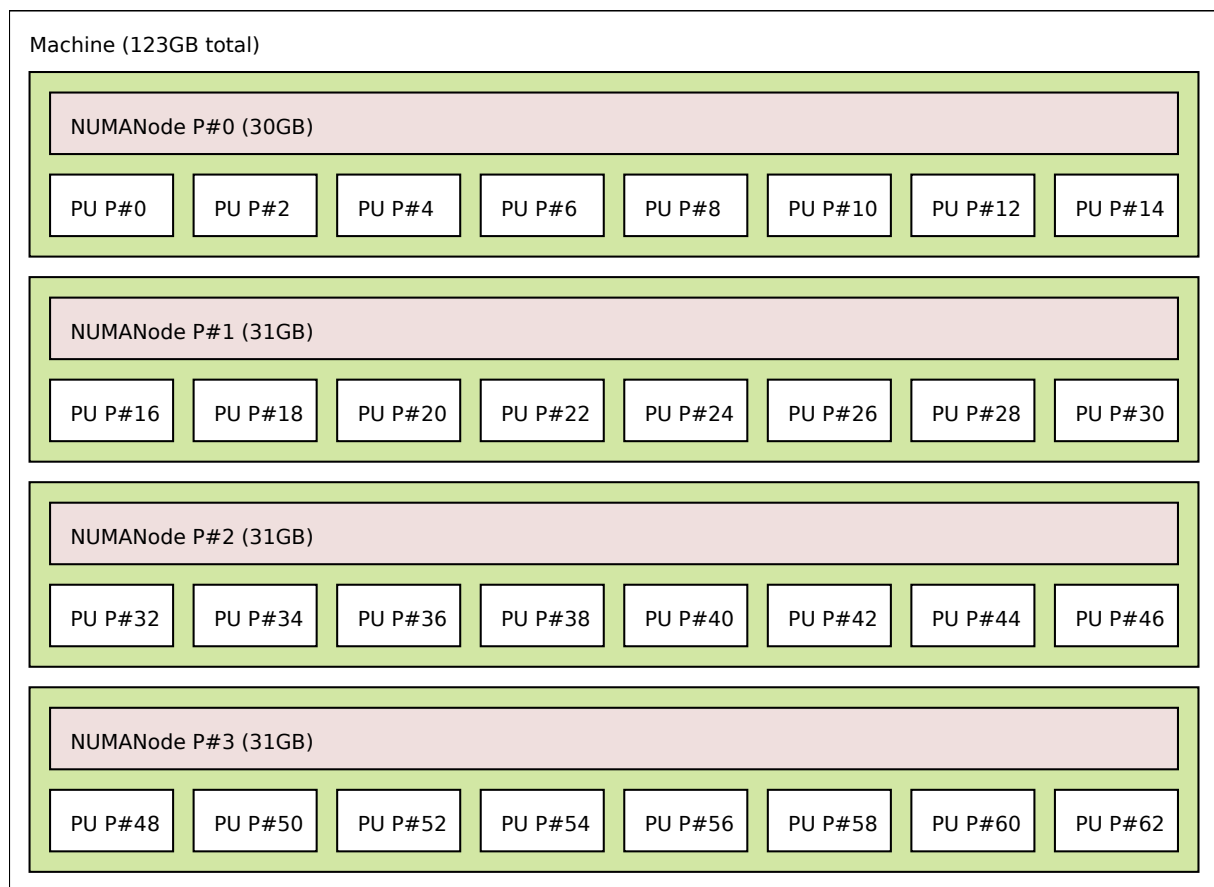 Machine (123GB total)
NUMANode P#0 (30GB)
PU P#0 PU P#2 PU P#4 PU P#6 PU P#8 PU P#10 PU P#12 PU P#14
NUMANode P#1 (31GB)
PU P#16 PU P#18 PU P#20 PU P#22 PU P#24 PU P#26 PU P#28 PU P#30
NUMANode P#2 (31GB)
PU P#32 PU P#34 PU P#36 PU P#38 PU P#40 PU P#42 PU P#44 PU P#46
NUMANode P#3 (31GB)
PU P#48 PU P#50 PU P#52 PU P#54 PU P#56 PU P#58 PU P#60 PU P#62